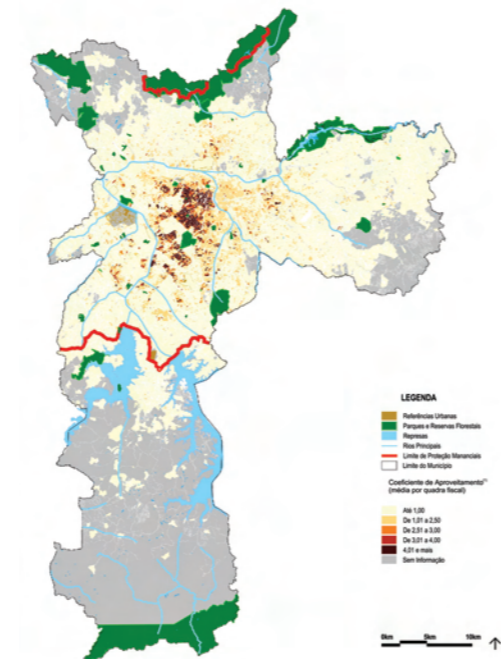 LEGENDA
Referências Urbanas
Parques e Reservas Florestais
Represas
Rios Principais
Limite de Proteção Mananciais
Limite do Município
Coeficiente de Aproveitamento⁽¹⁾
(média por quadra fiscal)
Até 1,00
De 1,01 a 2,50
De 2,51 a 3,00
De 3,01 a 4,00
4,01 e mais
Sem Informação
0km 5km 10km